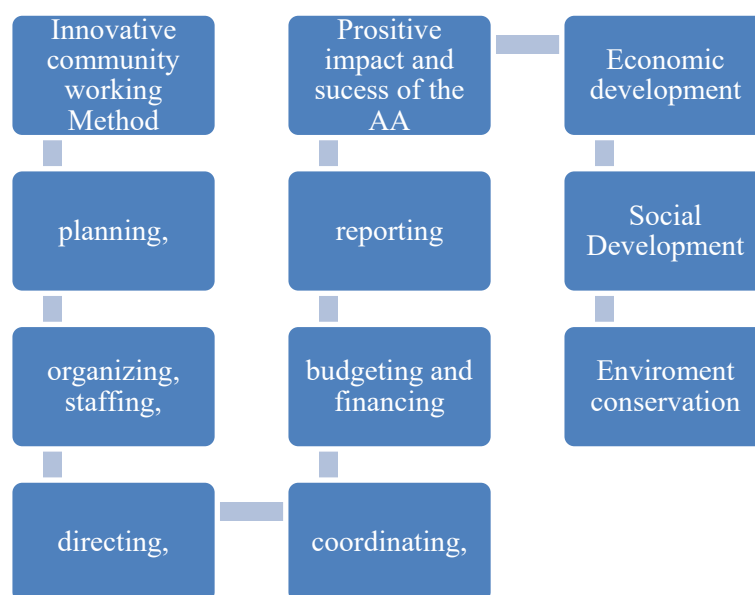 Innovative
community
working
Method
planning,
organizing,
staffing,
directing,
coordinating,
budgeting and
financing
reporting
Prositive
impact and
sucess of the
AA
Economic
development
Social
Development
Enviroment
conservation